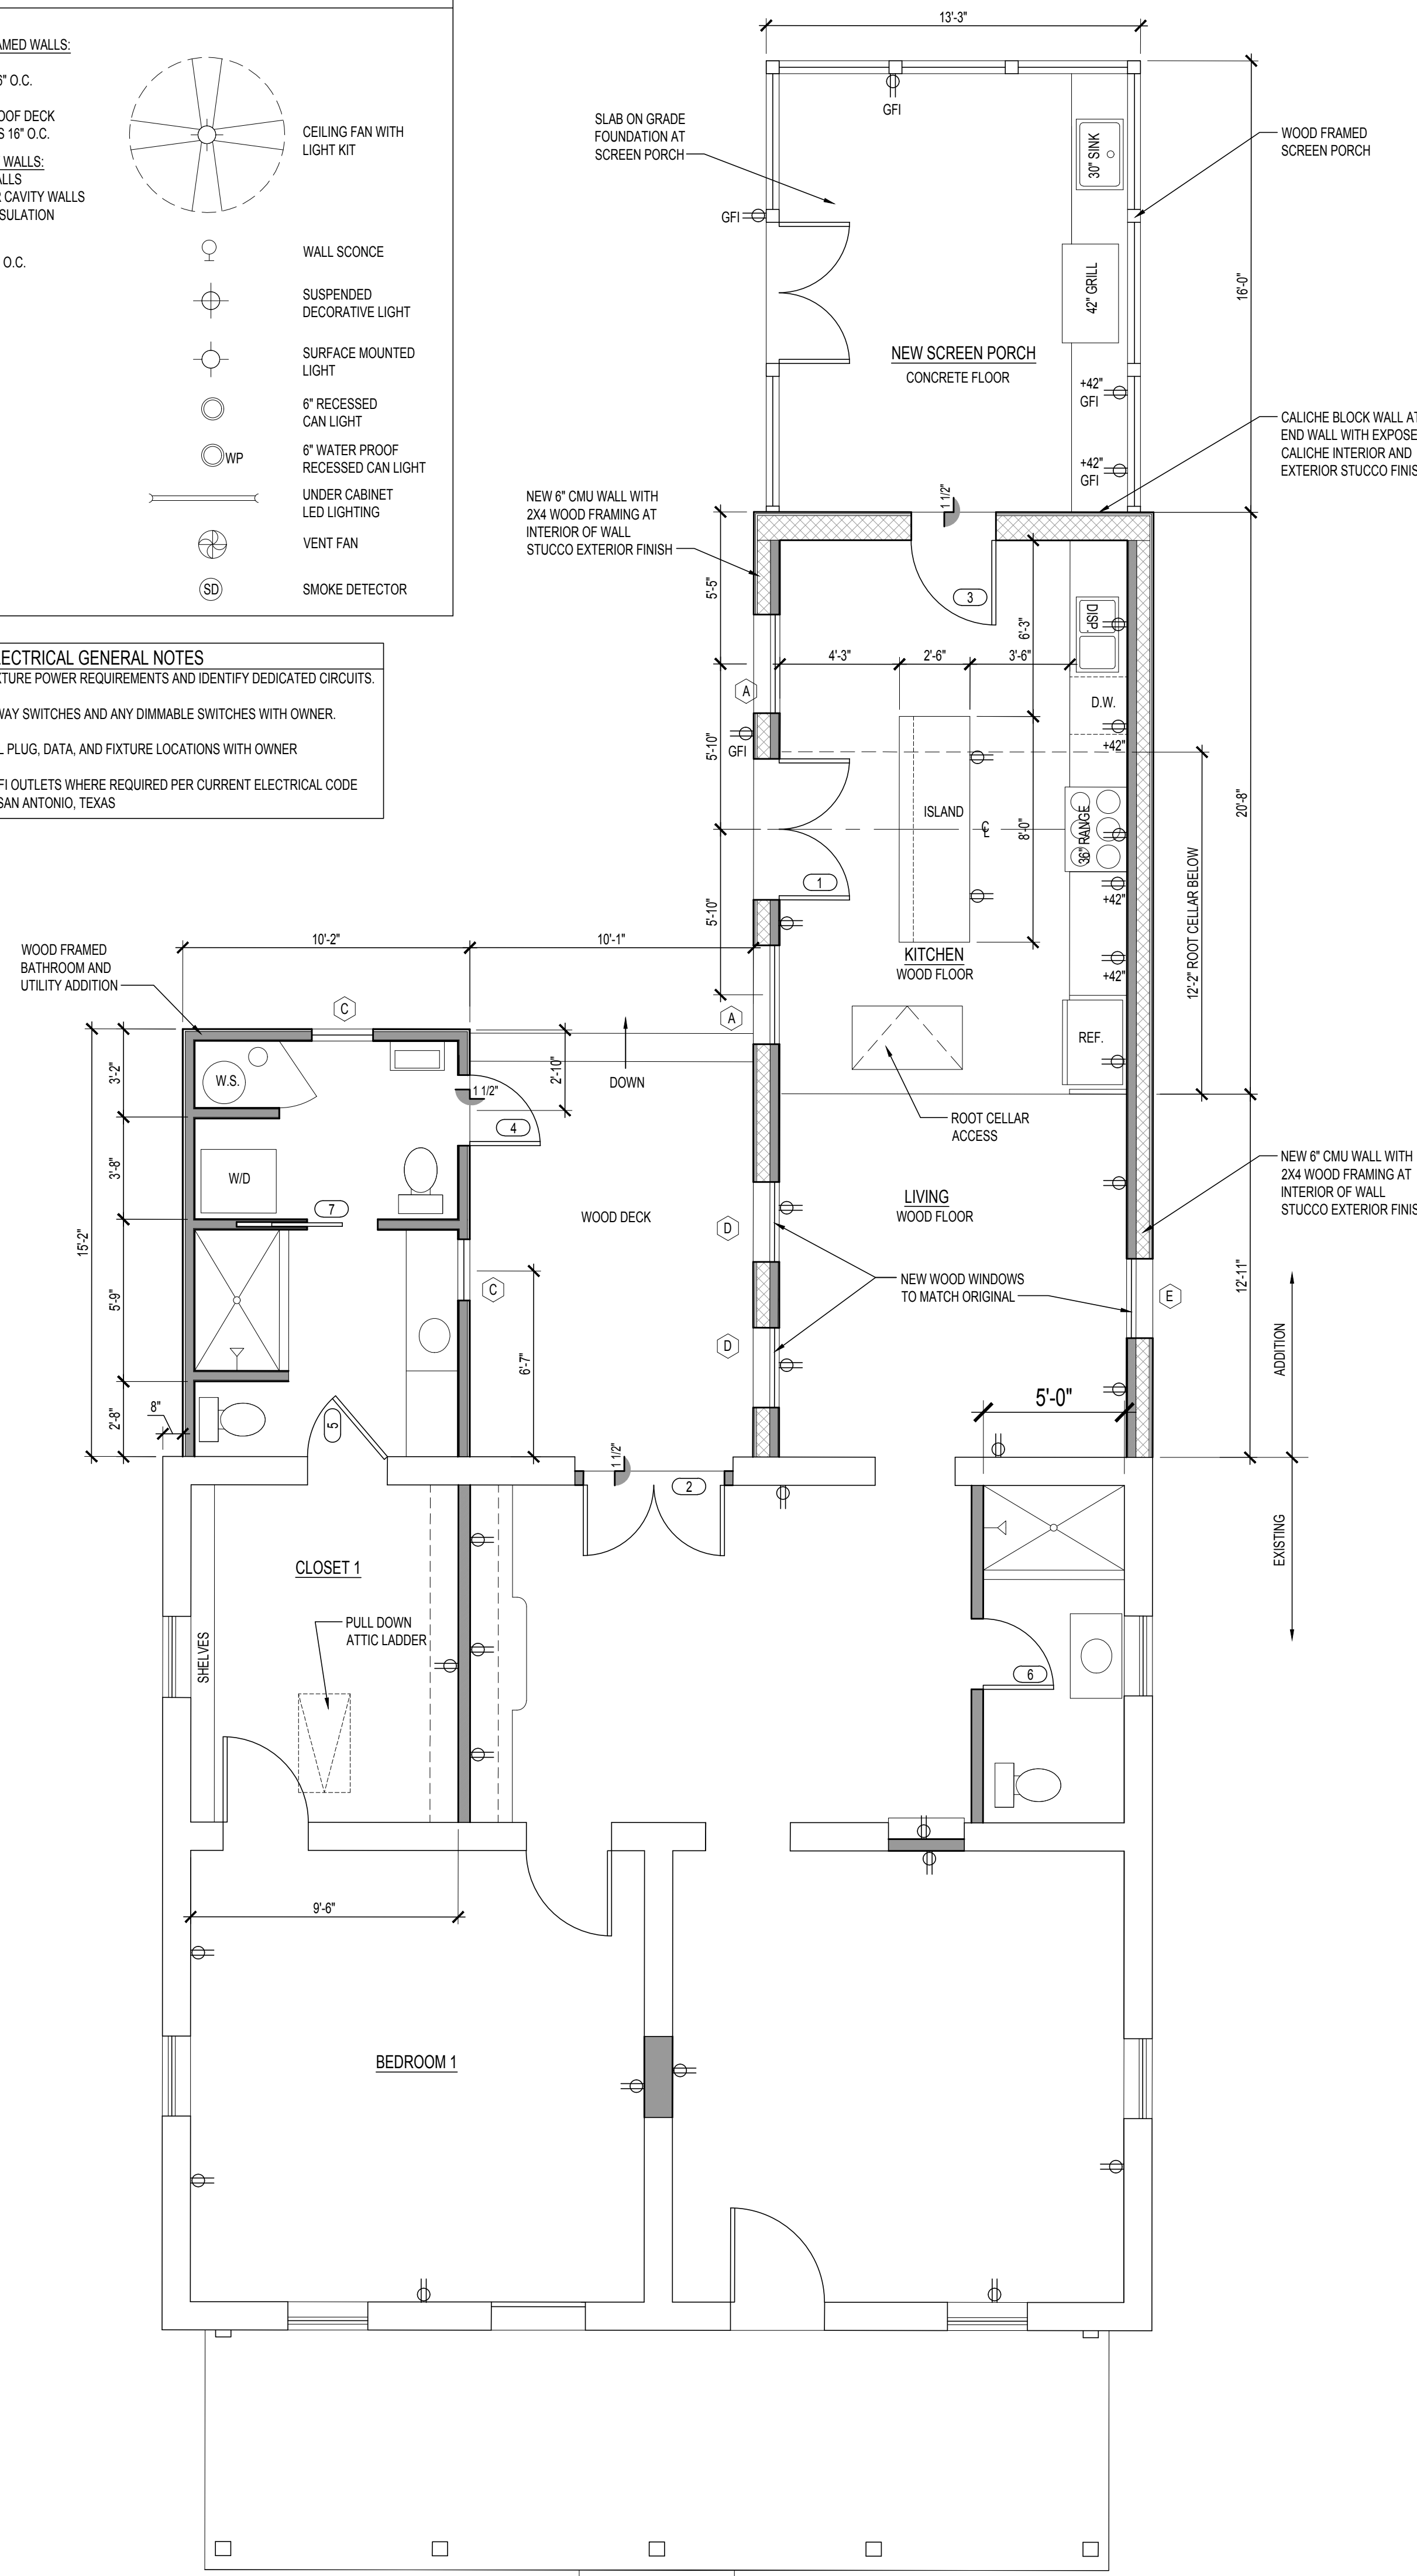 AMED WALLS:
6" O.C.
OOF DECK
S 16" O.C.
WALLS:
ALLS
R CAVITY WALLS
SULATION
O.C.
CEILING FAN WITH
LIGHT KIT
WALL SCONCE
SUSPENDED
DECORATIVE LIGHT
SURFACE MOUNTED
LIGHT
6" RECESSED
CAN LIGHT
WP
6" WATER PROOF
RECESSED CAN LIGHT
UNDER CABINET
LED LIGHTING
VENT FAN
SD
SMOKE DETECTOR
ECTRICAL GENERAL NOTES
XTURE POWER REQUIREMENTS AND IDENTIFY DEDICATED CIRCUITS.
WAY SWITCHES AND ANY DIMMABLE SWITCHES WITH OWNER.
L PLUG, DATA, AND FIXTURE LOCATIONS WITH OWNER
FI OUTLETS WHERE REQUIRED PER CURRENT ELECTRICAL CODE
SAN ANTONIO, TEXAS
13'-3"
SLAB ON GRADE
FOUNDATION AT
SCREEN PORCH
GFI
GFI
30" SINK
WOOD FRAMED
SCREEN PORCH
42" GRILL
16'-0"
NEW SCREEN PORCH
CONCRETE FLOOR
+42"
GFI
+42"
GFI
CALICHE BLOCK WALL AT
END WALL WITH EXPOSE
CALICHE INTERIOR AND
EXTERIOR STUCCO FINIS
NEW 6" CMU WALL WITH
2X4 WOOD FRAMING AT
INTERIOR OF WALL
STUCCO EXTERIOR FINISH
1 1/2"
3
5'-5"
6'-3"
DISP.
4'-3"
2'-6"
3'-6"
A
D.W.
+42"
GFI
5'-10"
ISLAND
CL
8'-0"
36" RANGE
20'-8"
1
+42"
5'-10"
12'-2" ROOT CELLAR BELOW
KITCHEN
WOOD FLOOR
+42"
A
REF.
ROOT CELLAR
ACCESS
WOOD FRAMED
BATHROOM AND
UTILITY ADDITION
10'-2"
10'-1"
C
3'-2"
W.S.
1 1/2"
2'-10"
DOWN
4
3'-8"
W/D
7
15'-2"
WOOD DECK
LIVING
WOOD FLOOR
D
NEW 6" CMU WALL WITH
2X4 WOOD FRAMING AT
INTERIOR OF WALL
STUCCO EXTERIOR FINIS
NEW WOOD WINDOWS
TO MATCH ORIGINAL
C
E
5'-9"
D
6'-7"
12'-11"
ADDITION
5'-0"
2'-8"
8"
5
1 1/2"
2
EXISTING
CLOSET 1
PULL DOWN
ATTIC LADDER
SHELVES
6
9'-6"
BEDROOM 1